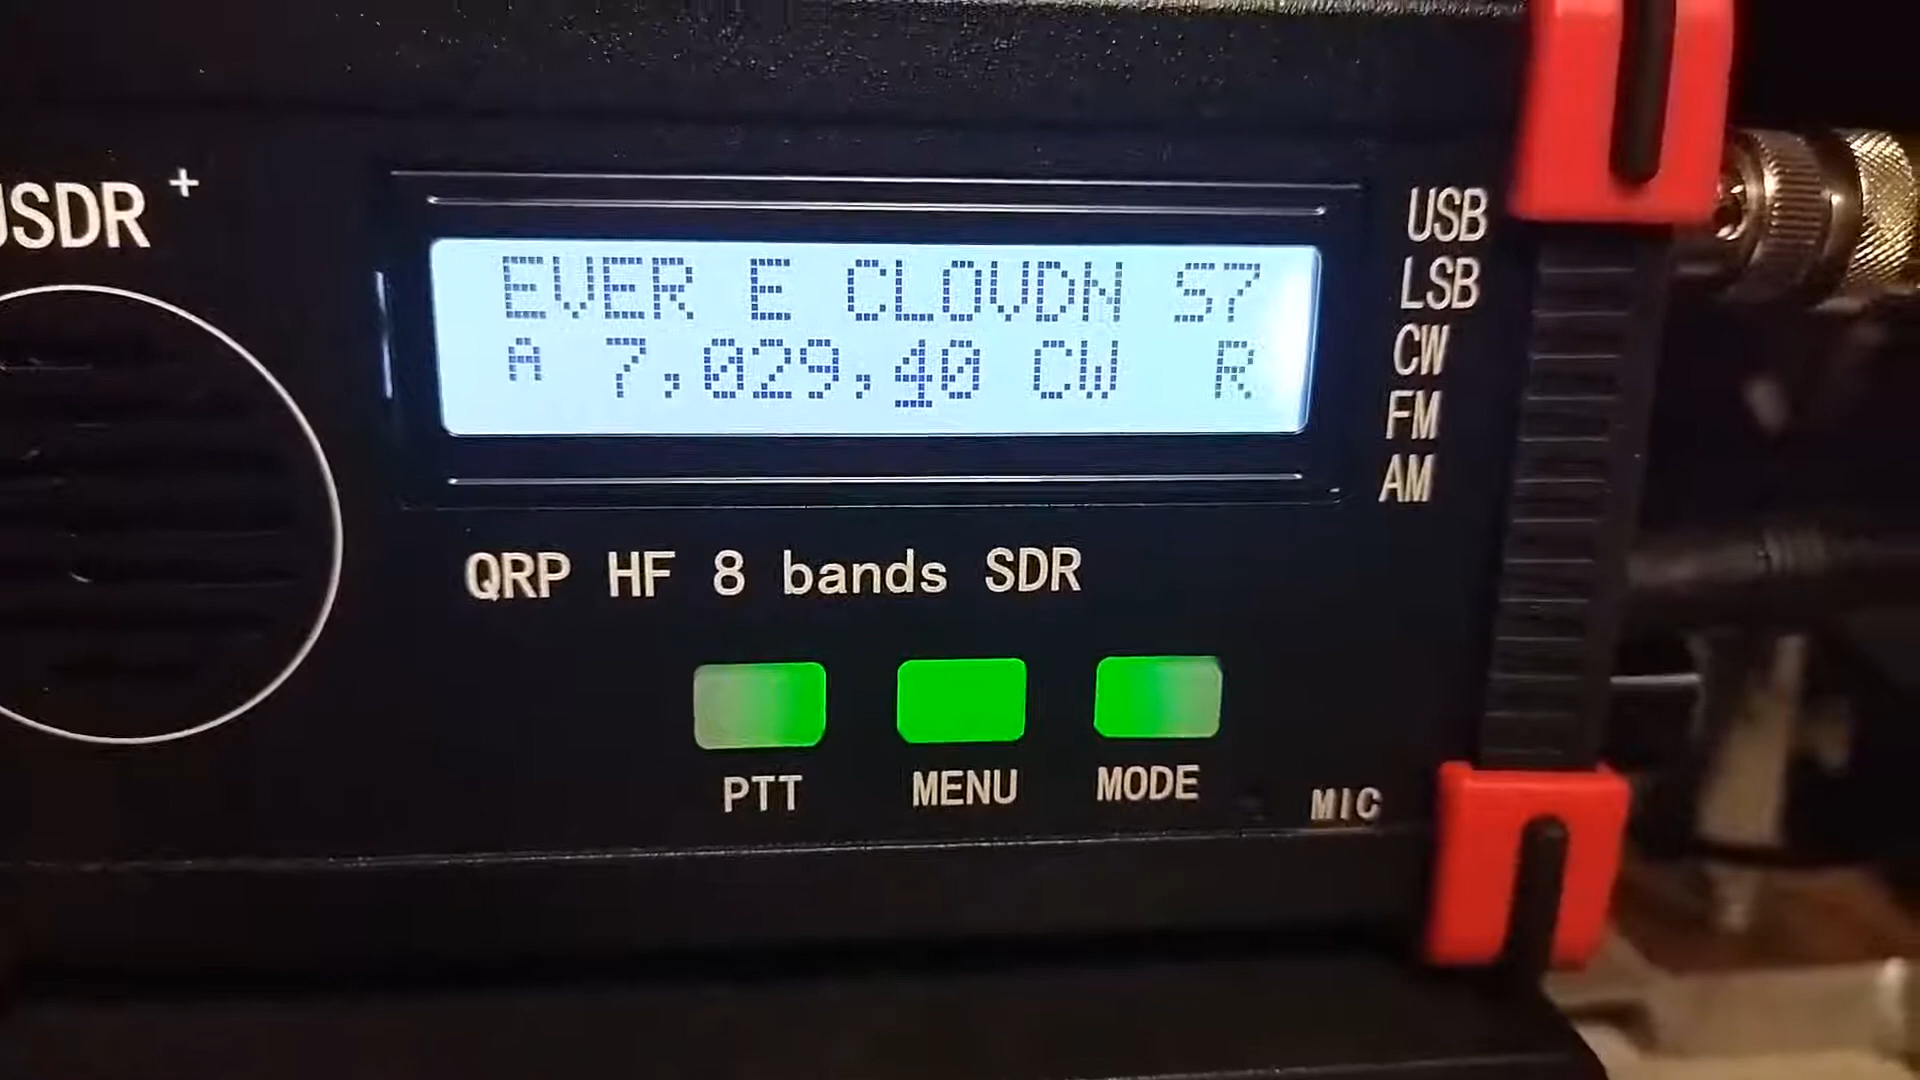 USDR+
EVER E CLOVDN S7
A 7,029,40 CW R
USB
LSB
CW
FM
AM
QRP HF 8 bands SDR
PTT
MENU
MODE
MIC